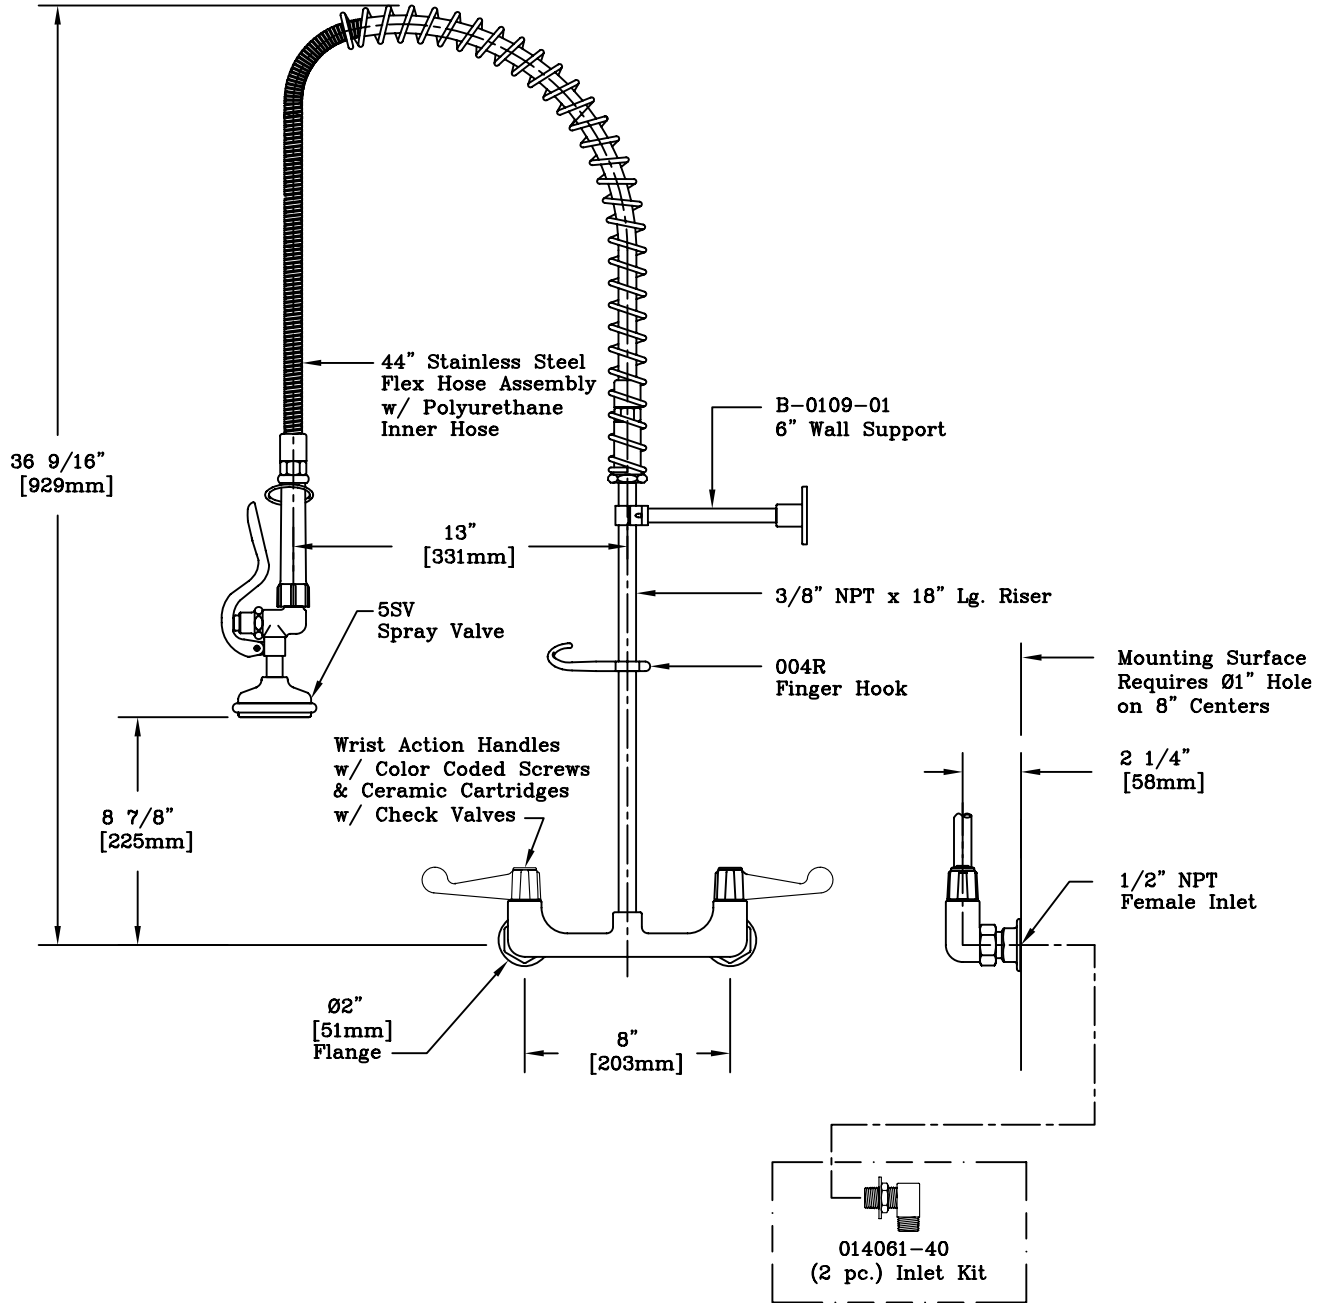 44” Stainless Steel
Flex Hose Assembly
w/ Polyurethane
Inner Hose
B-0109-01
6” Wall Support
36 9/16”
[929mm]
13”
[331mm]
3/8” NPT x 18” Lg. Riser
5SV
Spray Valve
004R
Finger Hook
Mounting Surface
Requires Ø1” Hole
on 8” Centers
Wrist Action Handles
w/ Color Coded Screws
& Ceramic Cartridges
w/ Check Valves
2 1/4”
[58mm]
8 7/8”
[225mm]
1/2” NPT
Female Inlet
Ø2”
[51mm]
Flange
8”
[203mm]
014061-40
(2 pc.) Inlet Kit